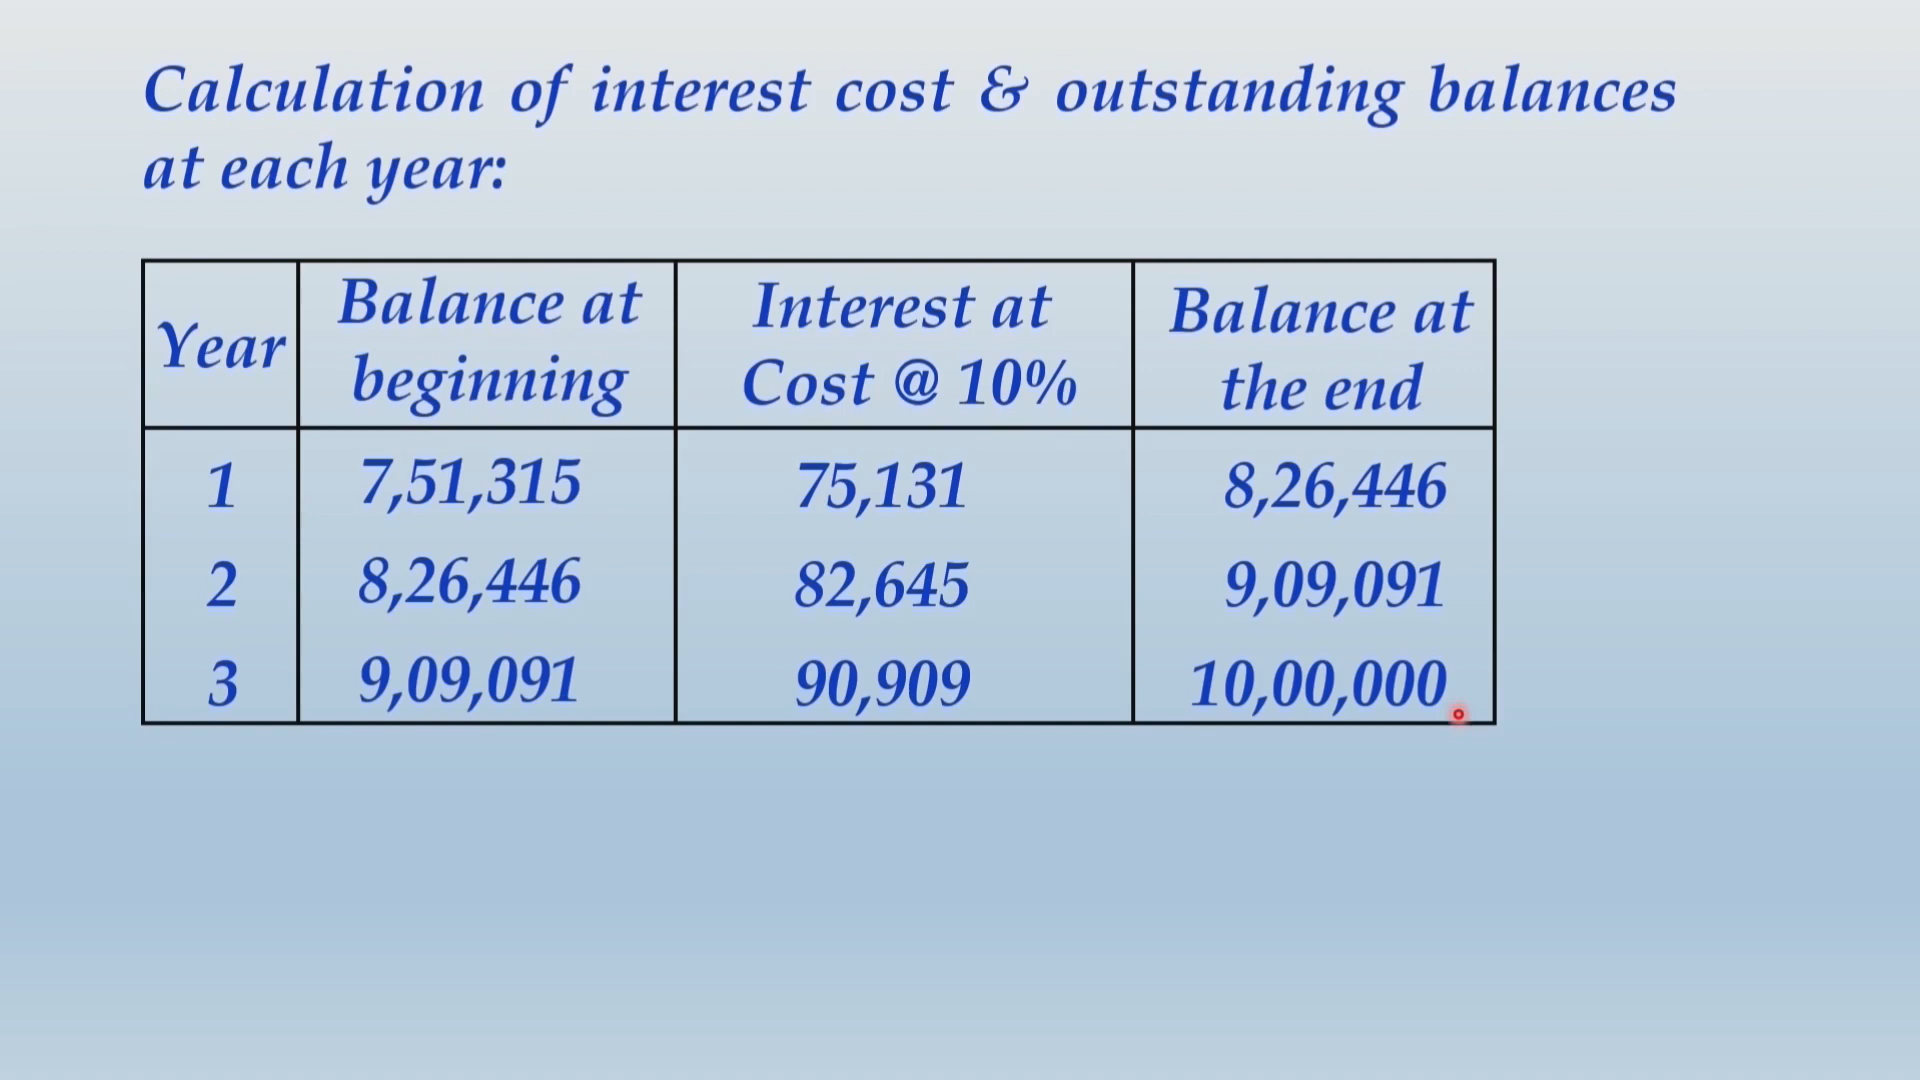 Calculation of interest cost & outstanding balances
at each year:
Year Balance at beginning Interest at Cost @ 10% Balance at the end
1 7,51,315 75,131 8,26,446
2 8,26,446 82,645 9,09,091
3 9,09,091 90,909 10,00,000